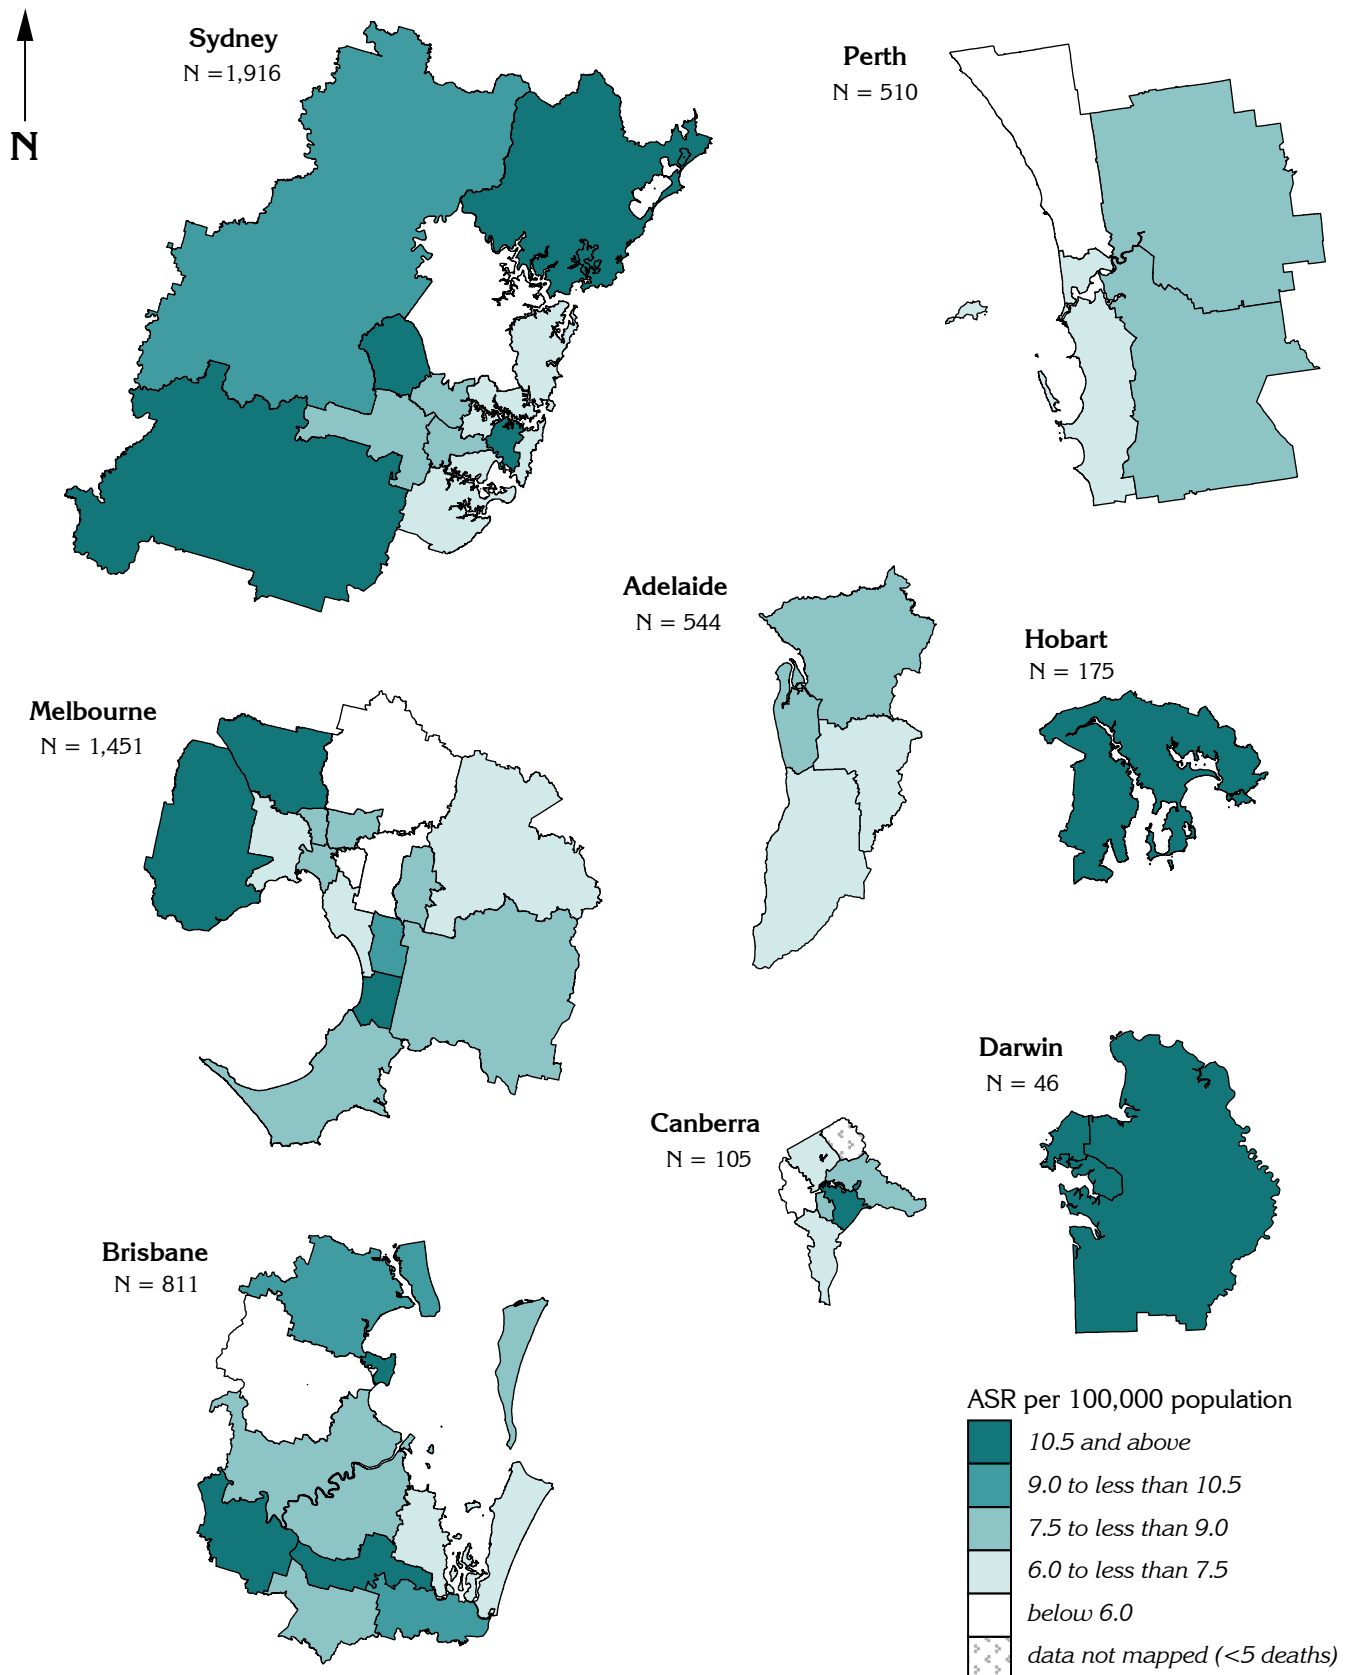 Sydney
N =1,916
N
Perth
N = 510
Adelaide
N = 544
Hobart
N = 175
Melbourne
N = 1,451
Darwin
N = 46
Canberra
N = 105
Brisbane
N = 811
ASR per 100,000 population
10.5 and above
9.0 to less than 10.5
7.5 to less than 9.0
6.0 to less than 7.5
below 6.0
data not mapped (<5 deaths)